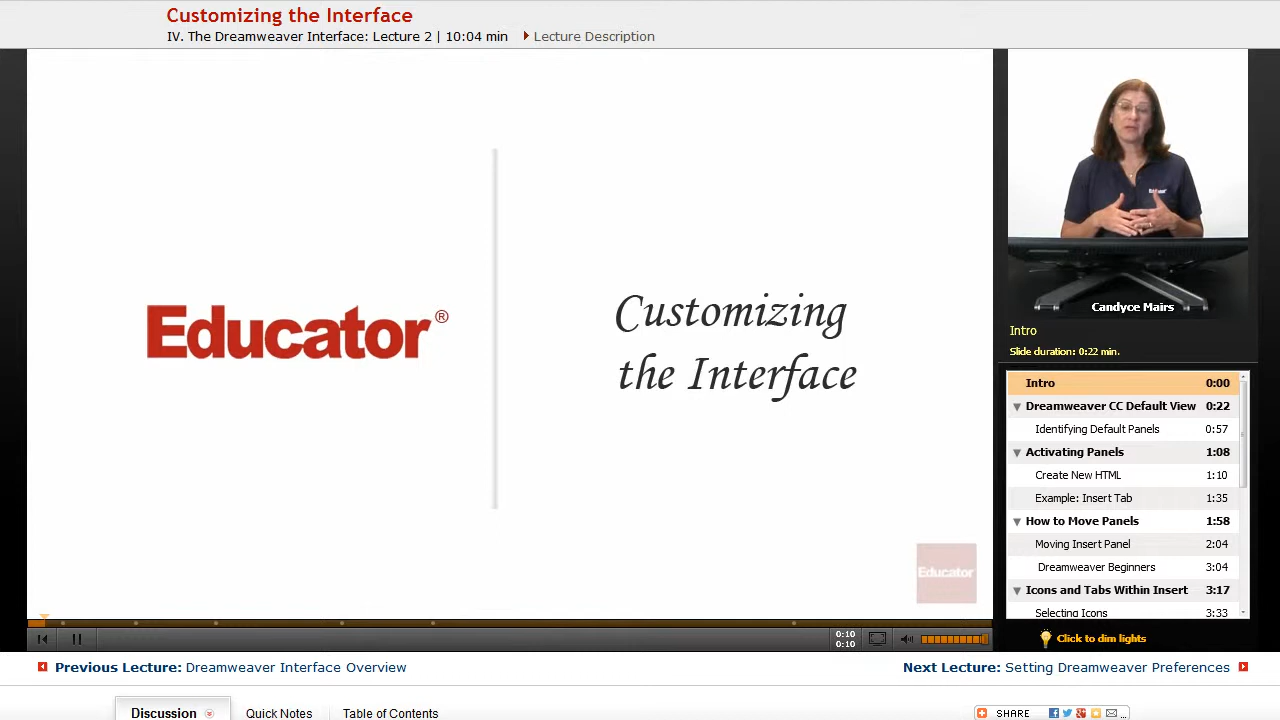 Customizing the Interface
IV. The Dreamweaver Interface: Lecture 2 | 10:04 min
Lecture Description
Educator®
Customizing
the Interface
Educator
Educator
Candyce Mairs
Intro
Slide duration: 0:22 min.
Intro 0:00
Dreamweaver CC Default View 0:22
Identifying Default Panels 0:57
Activating Panels 1:08
Create New HTML 1:10
Example: Insert Tab 1:35
How to Move Panels 1:58
Moving Insert Panel 2:04
Dreamweaver Beginners 3:04
Icons and Tabs Within Insert 3:17
Selecting Icons 3:33
0:10
0:10
Click to dim lights
Previous Lecture: Dreamweaver Interface Overview
Next Lecture: Setting Dreamweaver Preferences
Discussion
Quick Notes
Table of Contents
SHARE